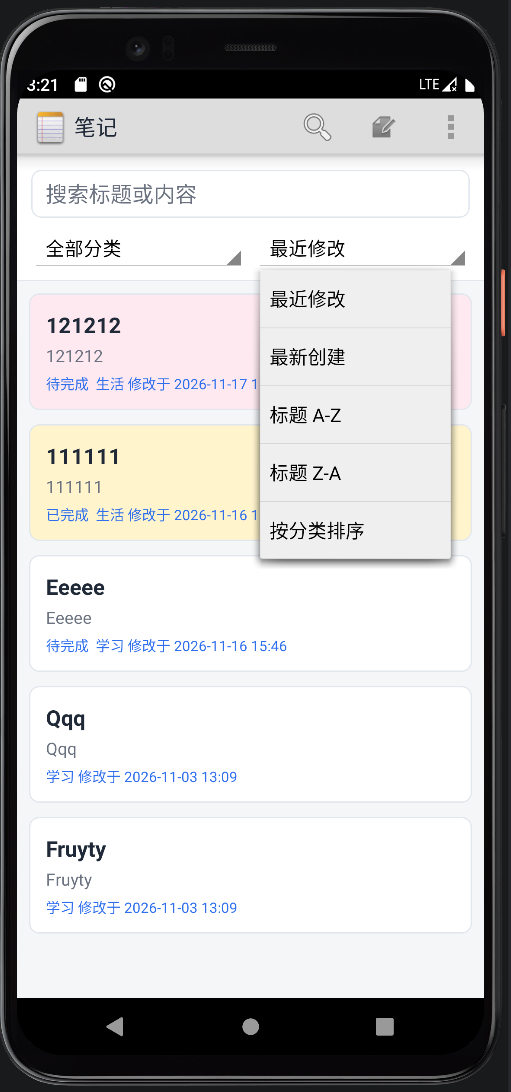 3:21
LTE
笔记
搜索标题或内容
全部分类
最近修改
最近修改
最新创建
标题 A-Z
标题 Z-A
按分类排序
121212
121212
待完成 生活 修改于 2026-11-17 1
111111
111111
已完成 生活 修改于 2026-11-16 1
Eeeee
Eeeee
待完成 学习 修改于 2026-11-16 15:46
Qqq
Qqq
学习 修改于 2026-11-03 13:09
Fruyty
Fruyty
学习 修改于 2026-11-03 13:09